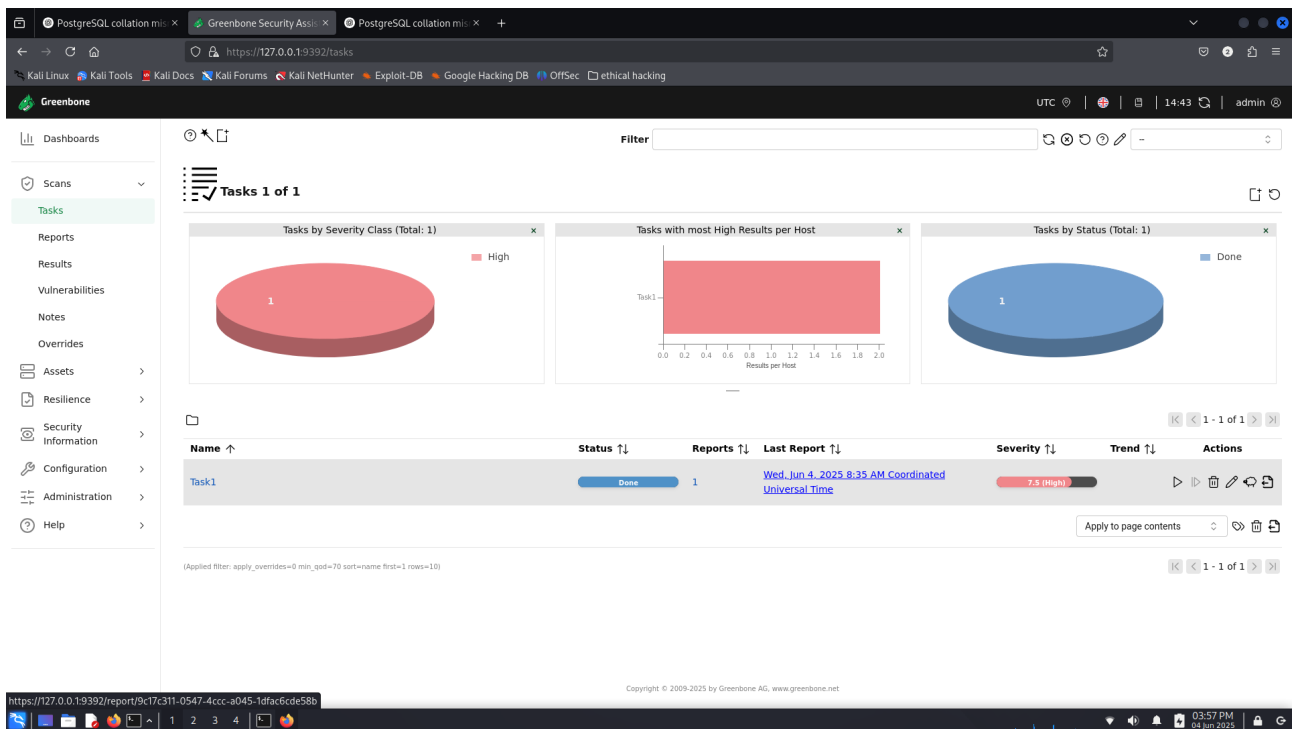 PostgreSQL collation mis
Greenbone Security Assis
PostgreSQL collation mis
https://127.0.0.1:9392/tasks
2
Kali Linux Kali Tools Kali Docs Kali Forums Kali NetHunter Exploit-DB Google Hacking DB OffSec ethical hacking
Greenbone
UTC 14:43 admin
Dashboards
Scans
Tasks
Reports
Results
Vulnerabilities
Notes
Overrides
Assets
Resilience
Security
Information
Configuration
Administration
Help
Filter
--
Tasks 1 of 1
Tasks by Severity Class (Total: 1)
High
1
Tasks with most High Results per Host
Task1
0.0 0.2 0.4 0.6 0.8 1.0 1.2 1.4 1.6 1.8 2.0
Results per Host
Tasks by Status (Total: 1)
Done
1
1 - 1 of 1
Name Status Reports Last Report Severity Trend Actions
Task1 Done 1 Wed, Jun 4, 2025 8:35 AM Coordinated
Universal Time
7.5 (High)
Apply to page contents
(Applied filter: apply_overrides=0 min_qod=70 sort=name first=1 rows=10)
1 - 1 of 1
Copyright © 2009-2025 by Greenbone AG, www.greenbone.net
https://127.0.0.1:9392/report/9c17c311-0547-4ccc-a045-1dfac6cde58b
1 2 3 4
03:57 PM
04 Jun 2025